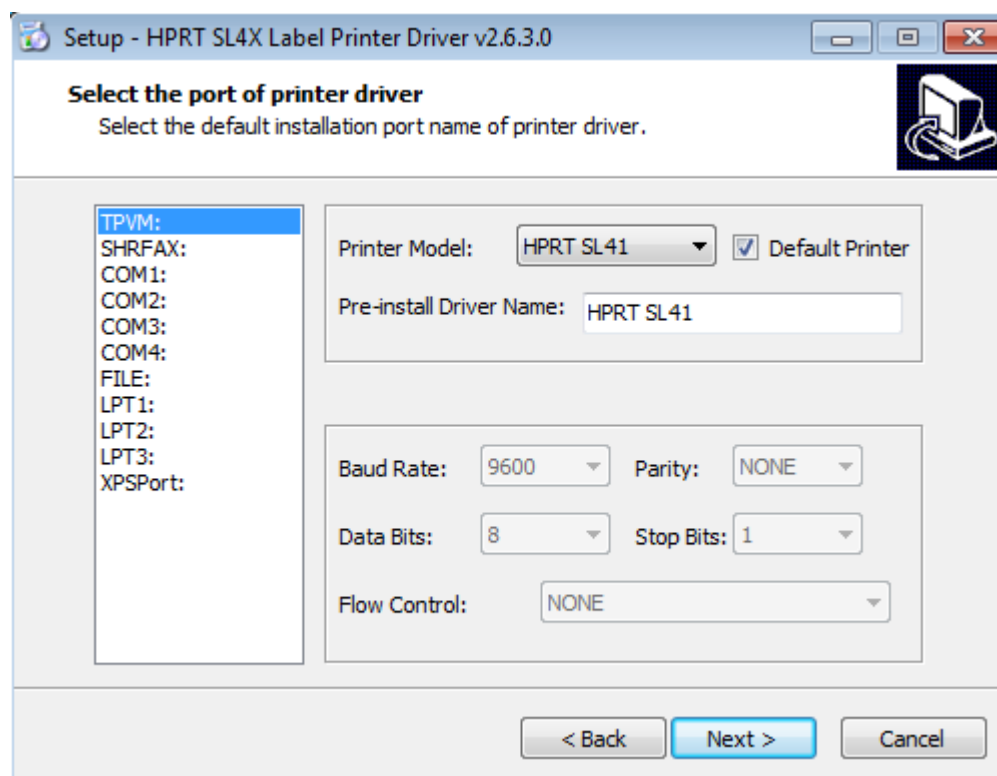 Setup - HPRT SL4X Label Printer Driver v2.6.3.0
Select the port of printer driver
Select the default installation port name of printer driver.
TPVM:
SHRFAX:
COM1:
COM2:
COM3:
COM4:
FILE:
LPT1:
LPT2:
LPT3:
XPSPort:
Printer Model: HPRT SL41 Default Printer
Pre-install Driver Name: HPRT SL41
Baud Rate: 9600 Parity: NONE
Data Bits: 8 Stop Bits: 1
Flow Control: NONE
< Back Next > Cancel